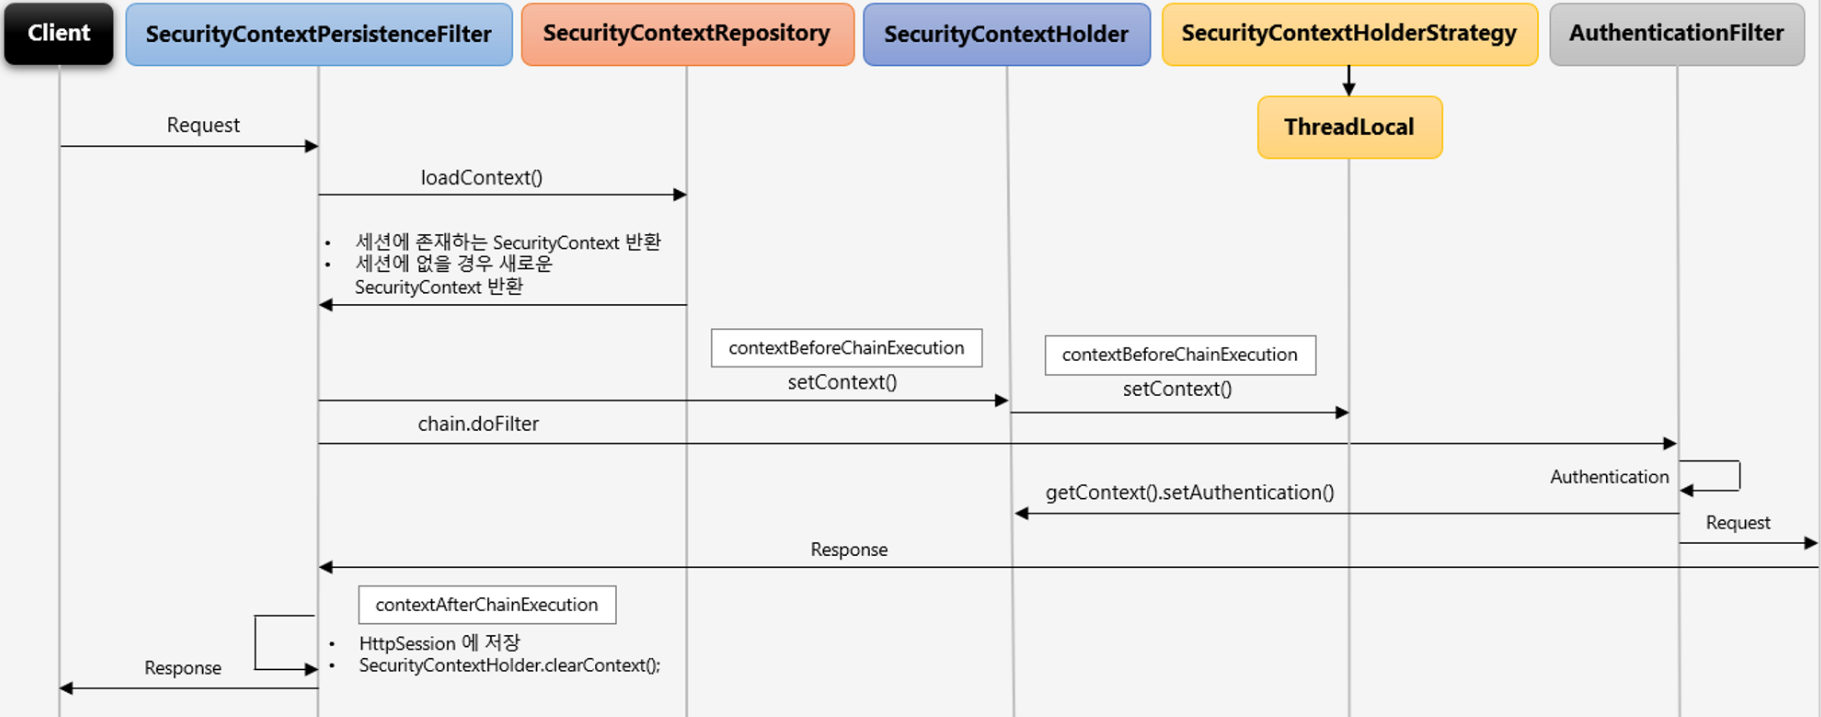 Client
SecurityContextPersistenceFilter
SecurityContextRepository
SecurityContextHolder
SecurityContextHolderStrategy
AuthenticationFilter
ThreadLocal
Request
loadContext()
• 세션에 존재하는 SecurityContext 반환
• 세션에 없을 경우 새로운
SecurityContext 반환
contextBeforeChainExecution
setContext()
contextBeforeChainExecution
setContext()
chain.doFilter
Authentication
getContext().setAuthentication()
Request
Response
contextAfterChainExecution
• HttpSession 에 저장
• SecurityContextHolder.clearContext();
Response